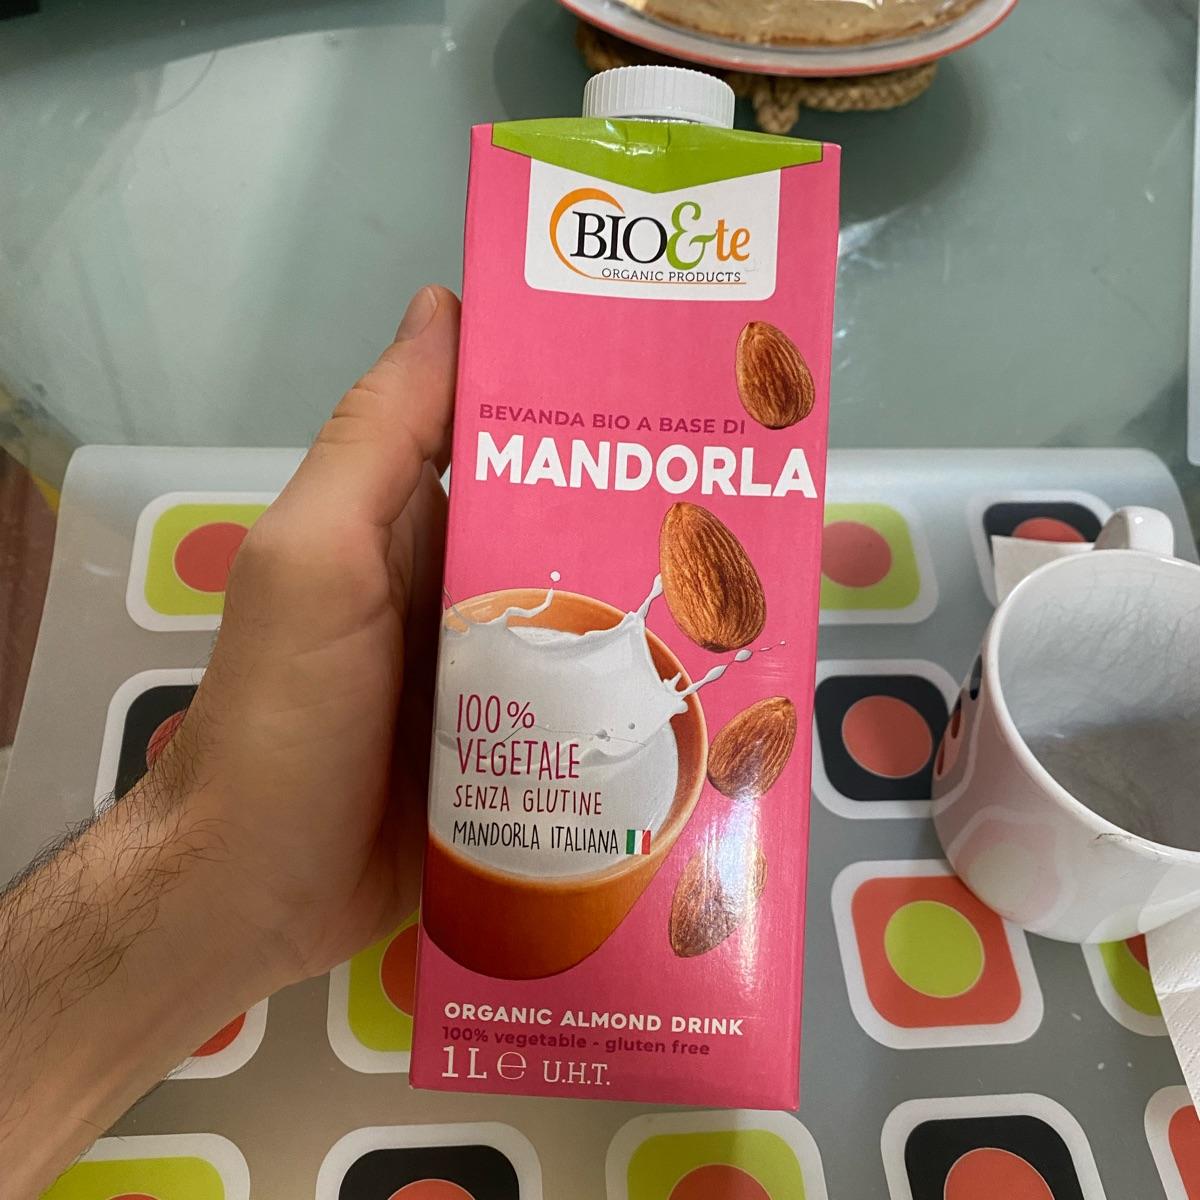 BIO&te
ORGANIC PRODUCTS
BEVANDA BIO A BASE DI
MANDORLA
100%
VEGETALE
SENZA GLUTINE
MANDORLA ITALIANA
ORGANIC ALMOND DRINK
100% vegetable - gluten free
1L℮ U.H.T.